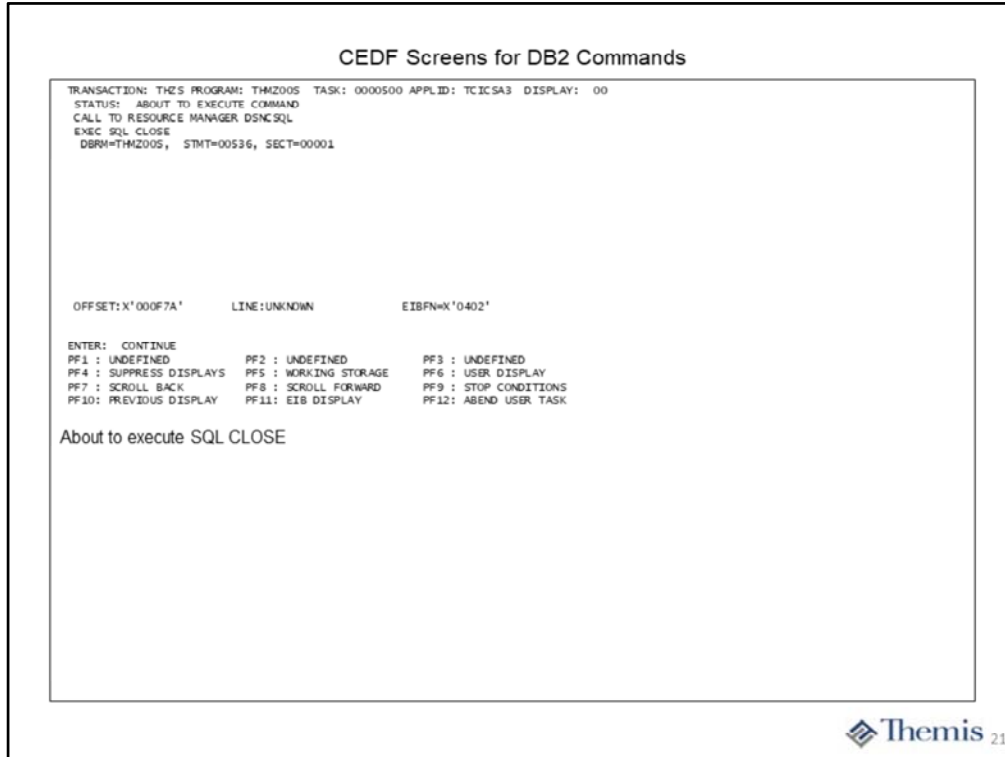 CEDF Screens for DB2 Commands
TRANSACTION: THZS PROGRAM: THMZ00S TASK: 0000500 APPLID: TCICSA3 DISPLAY: 00
STATUS: ABOUT TO EXECUTE COMMAND
CALL TO RESOURCE MANAGER DSNCSQL
EXEC SQL CLOSE
DBRM=THMZ00S, STMT=00536, SECT=00001
OFFSET:X'000F7A' LINE:UNKNOWN EIBFN=X'0402'
ENTER: CONTINUE
PF1 : UNDEFINED PF2 : UNDEFINED PF3 : UNDEFINED
PF4 : SUPPRESS DISPLAYS PF5 : WORKING STORAGE PF6 : USER DISPLAY
PF7 : SCROLL BACK PF8 : SCROLL FORWARD PF9 : STOP CONDITIONS
PF10: PREVIOUS DISPLAY PF11: EIB DISPLAY PF12: ABEND USER TASK
About to execute SQL CLOSE
Themis 21